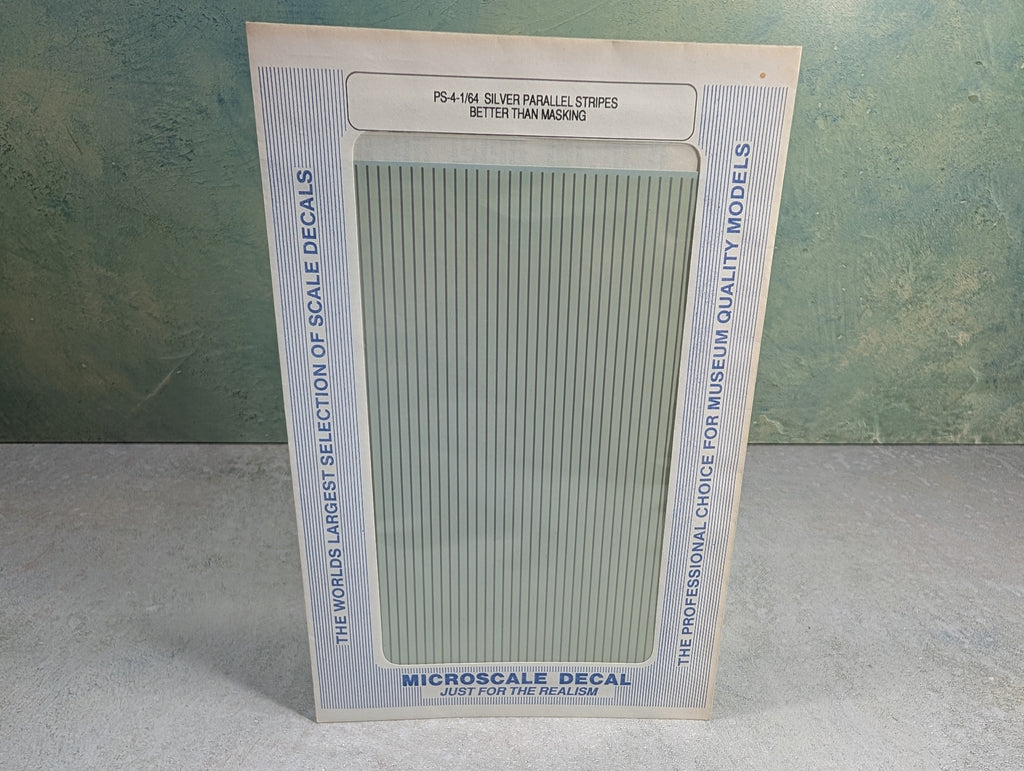 PS-4-1/64 SILVER PARALLEL STRIPES
BETTER THAN MASKING
THE WORLDS LARGEST SELECTION OF SCALE DECALS
THE PROFESSIONAL CHOICE FOR MUSEUM QUALITY MODELS
MICROSCALE DECAL
JUST FOR THE REALISM